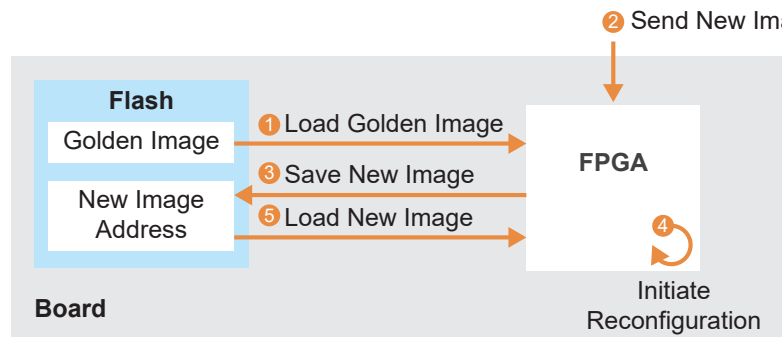 2 Send New
Flash
Golden Image
1 Load Golden Image
3 Save New Image
New Image
Address
5 Load New Image
FPGA
4
Initiate
Reconfiguration
Board